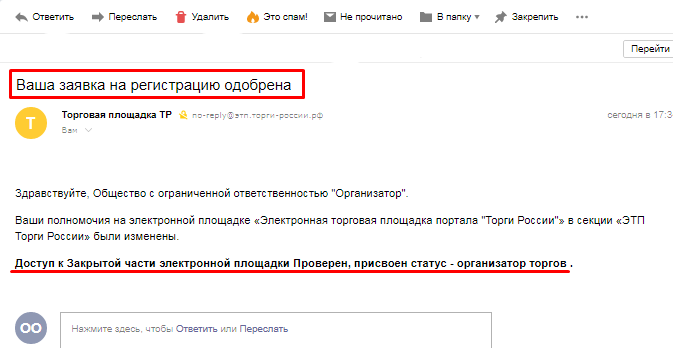 Ответить Переслать Удалить Это спам! Не прочитано В папку Закрепить
Перейти
Ваша заявка на регистрацию одобрена
Т
Торговая площадка ТР no-reply@этп.торги-россии.рф сегодня в 17:3
Вам
Здравствуйте, Общество с ограниченной ответственностью "Организатор".
Ваши полномочия на электронной площадке «Электронная торговая площадка портала "Торги России"» в секции «ЭТП
Торги России» были изменены.
Доступ к Закрытой части электронной площадки Проверен, присвоен статус - организатор торгов .
ОО
Нажмите здесь, чтобы Ответить или Переслать